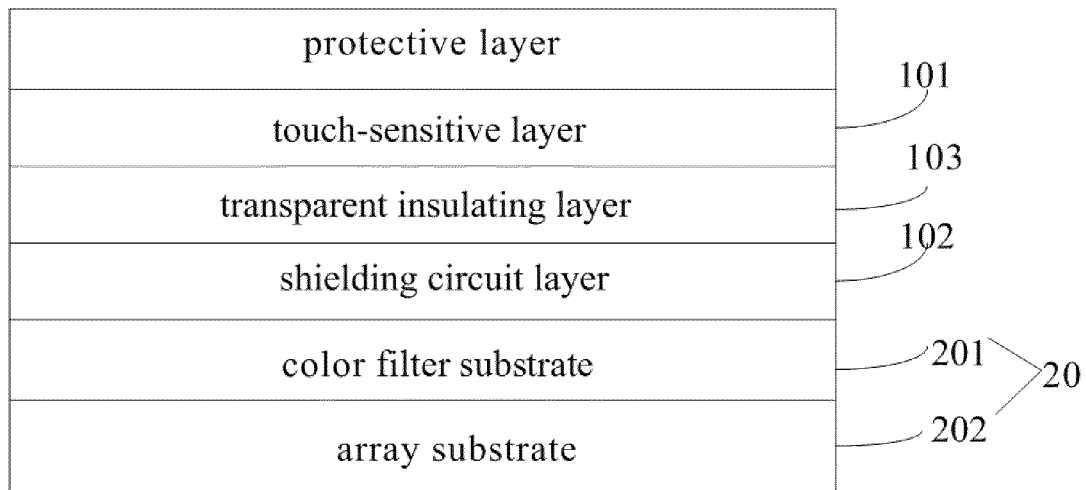 protective layer
101
touch-sensitive layer
103
transparent insulating layer
102
shielding circuit layer
201
color filter substrate
20
202
array substrate